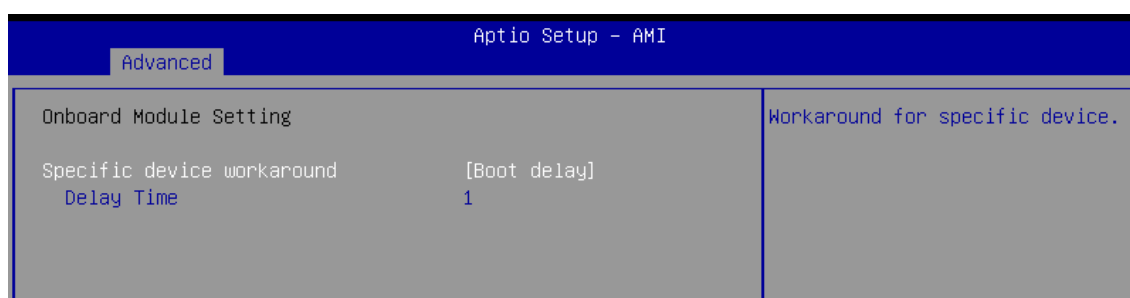 Aptio Setup – AMI
Advanced
Onboard Module Setting
Workaround for specific device.
Specific device workaround [Boot delay]
Delay Time 1